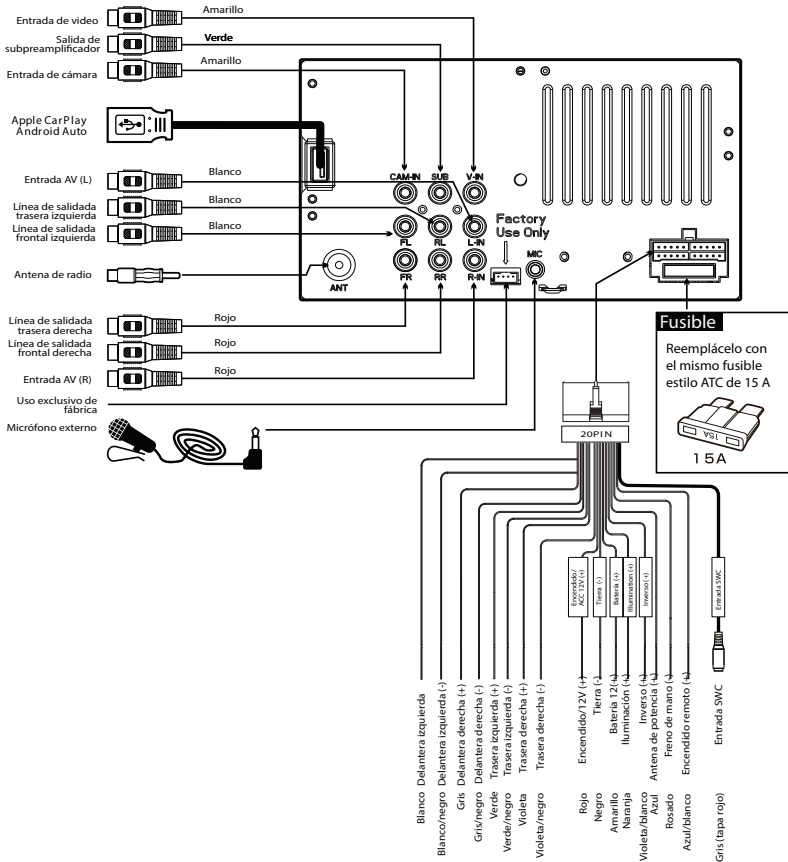 Entrada de video
Amarillo
Salida de
subpreamplificador
Verde
Entrada de cámara
Amarillo
Apple CarPlay
Android Auto
Entrada AV (L)
Blanco
Línea de salidada
trasera izquierda
Blanco
Línea de salidada
frontal izquierda
Blanco
Antena de radio
Línea de salidada
trasera derecha
Rojo
Línea de salidada
frontal derecha
Rojo
Entrada AV (R)
Rojo
Uso exclusivo de
fábrica
Micrófono externo
CAM-IN
SUB
V-IN
FL
RL
L-IN
FR
RR
R-IN
ANT
Factory
Use Only
MIC
Fusible
Reemplácelo con
el mismo fusible
estilo ATC de 15 A
15A
15A
20PIN
Encendido/
ACC 12V (+)
Tierra (-)
Batería (+)
Illumination (+)
Inverso (+)
Entrada SWC
Blanco Delantera izquierda
Blanco/negro Delantera izquierda (-)
Gris Delantera derecha (+)
Gris/negro Delantera derecha (-)
Verde Trasera izquierda (+)
Verde/negro Trasera izquierda (-)
Violeta Trasera derecha (+)
Violeta/negro Trasera derecha (-)
Rojo Encendido/12V (+)
Negro Tierra (-)
Amarillo Batería 12(+)
Naranja Iluminación (+)
Violeta/blanco Inverso (+)
Azul Antena de potencia (+)
Rosado Freno de mano (-)
Azul/blanco Encendido remoto (+)
Gris (tapa rojo) Entrada SWC